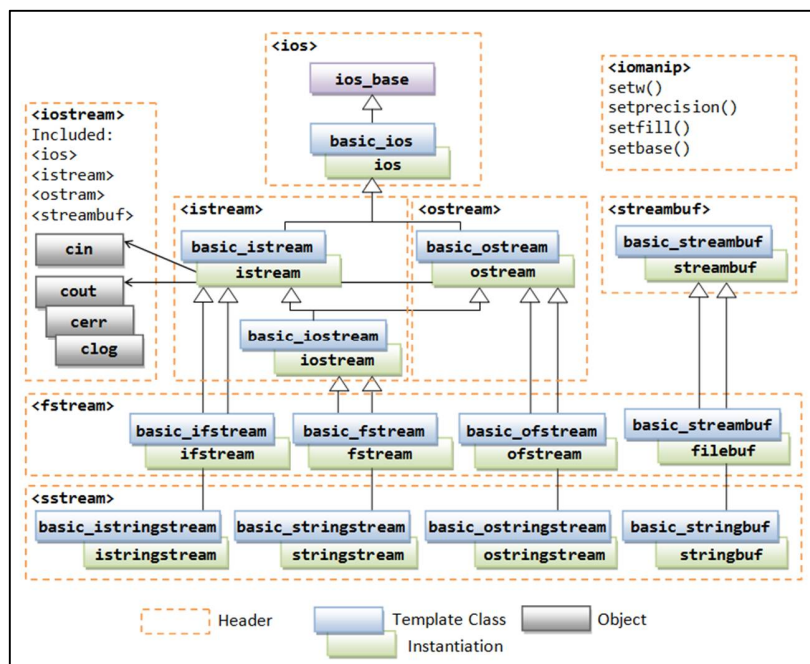 <ios>
ios_base
basic_ios
ios
<iomanip>
setw()
setprecision()
setfill()
setbase()
<iostream>
Included:
<ios>
<istream>
<ostram>
<streambuf>
cin
cout
cerr
clog
<istream>
basic_istream
istream
<ostream>
basic_ostream
ostream
<streambuf>
basic_streambuf
streambuf
basic_iostream
iostream
<fstream>
basic_ifstream
ifstream
basic_fstream
fstream
basic_ofstream
ofstream
basic_streambuf
filebuf
<sstream>
basic_istringstream
istringstream
basic_stringstream
stringstream
basic_ostringstream
ostringstream
basic_stringbuf
stringbuf
Header
Template Class
Instantiation
Object